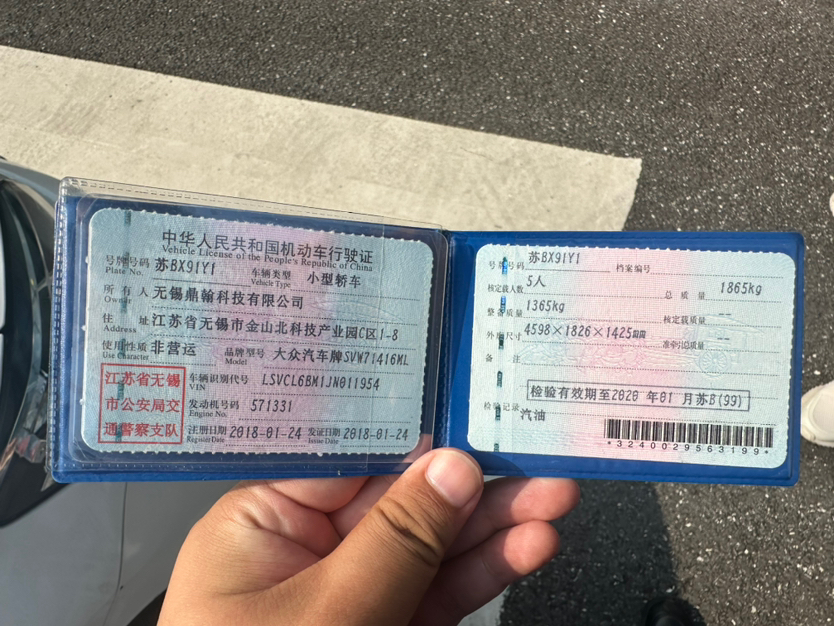 中华人民共和国机动车行驶证
Vehicle License of the People's Republic of China
号牌号码 Plate No. 苏BX91Y1 车辆类型 Vehicle Type 小型轿车
所有人 Owner 无锡鼎翰科技有限公司
住址 Address 江苏省无锡市金山北科技产业园C区1-8
使用性质 Use Character 非营运 品牌型号 Model 大众汽车牌SVW71416ML
江苏省无锡
市公安局交
通警察支队
车辆识别代号 VIN LSVCL6BM1JN011954
发动机号码 Engine No. 571331
注册日期 Register Date 2018-01-24 发证日期 Issue Date 2018-01-24
号牌号码 苏BX91Y1 档案编号
核定载人数 5人 总质量 1865kg
整备质量 1365kg 核定载质量 --
外廓尺寸 4598×1826×1425 准牵总质量 --
备注
检验有效期至2020 年01 月苏B(99)
检验记录 汽油
*3240029563199*